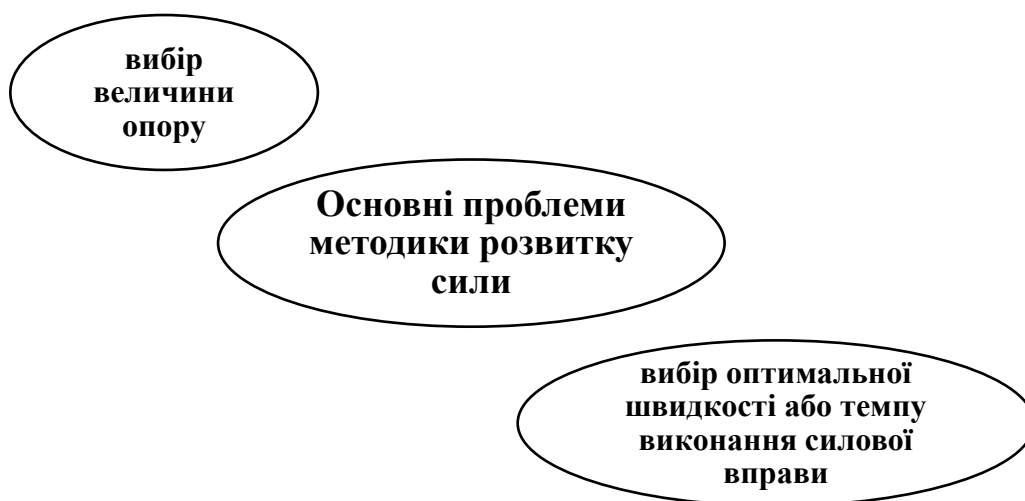 вибір
величини
опору
Основні проблеми
методики розвитку
сили
вибір оптимальної
швидкості або темпу
виконання силової
вправи